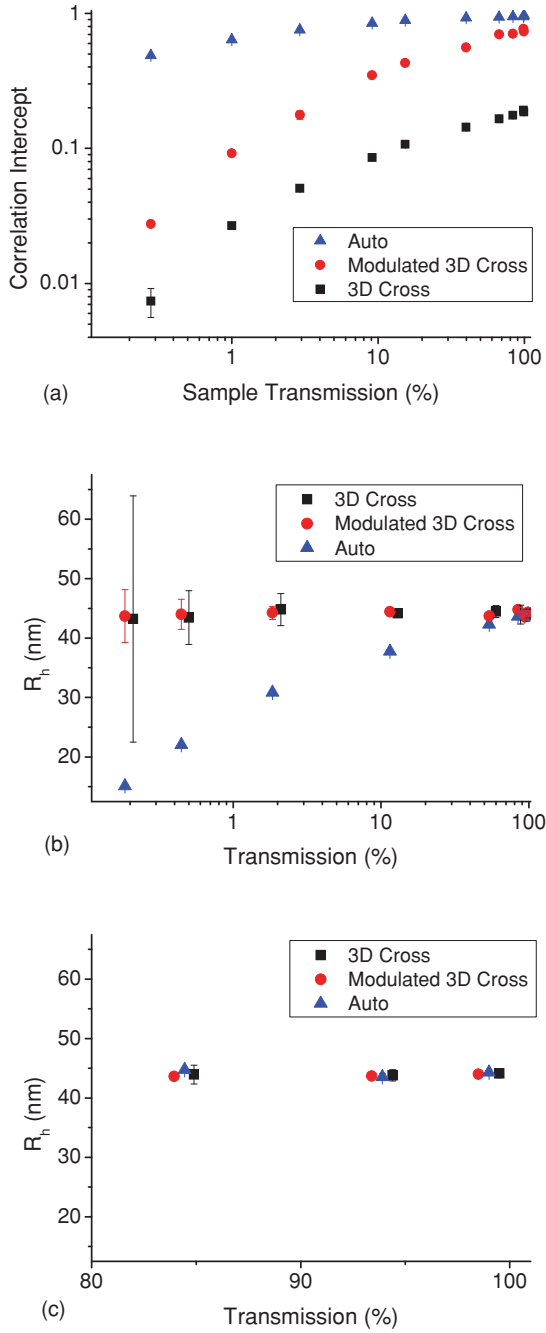 1
0.1
0.01
Correlation Intercept
Auto
Modulated 3D Cross
3D Cross
1 10 100
(a) Sample Transmission (%)
60
50
40
30
20
R_h (nm)
3D Cross
Modulated 3D Cross
Auto
1 10 100
(b) Transmission (%)
60
50
40
30
20
R_h (nm)
3D Cross
Modulated 3D Cross
Auto
80 90 100
(c) Transmission (%)